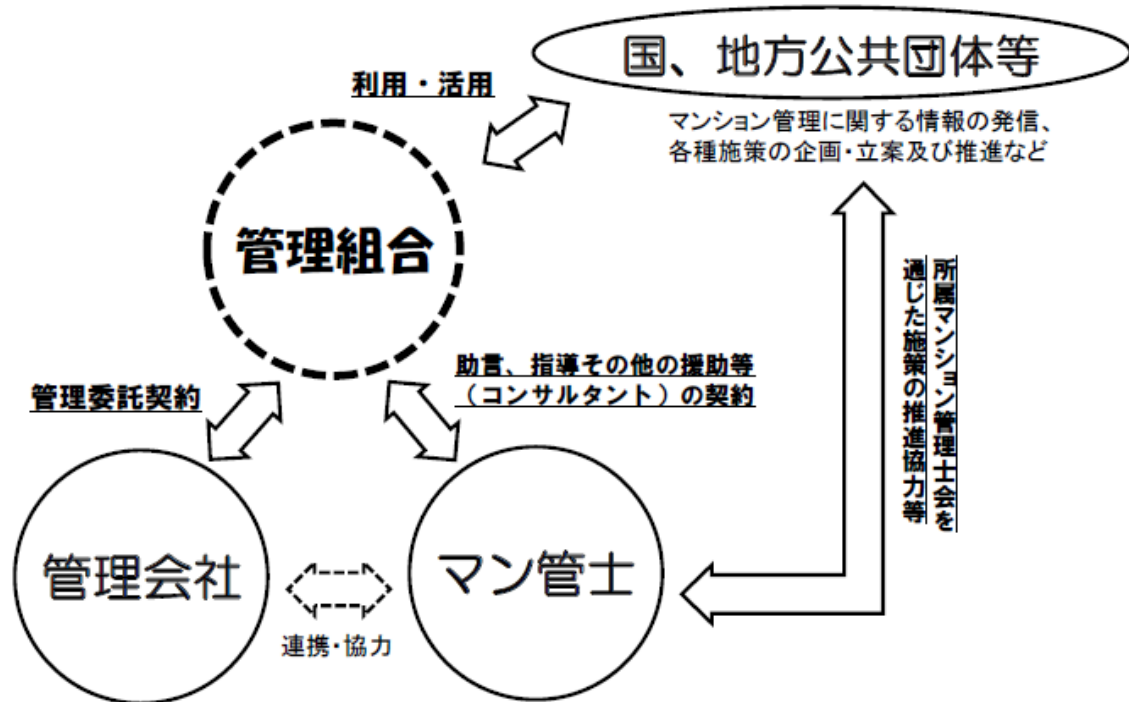 国、地方公共団体等
利用・活用
マンション管理に関する情報の発信、
各種施策の企画・立案及び推進など
管理組合
所属マンション管理士会を
通じた施策の推進協力等
助言、指導その他の援助等
（コンサルタント）の契約
管理委託契約
管理会社
マン管士
連携・協力